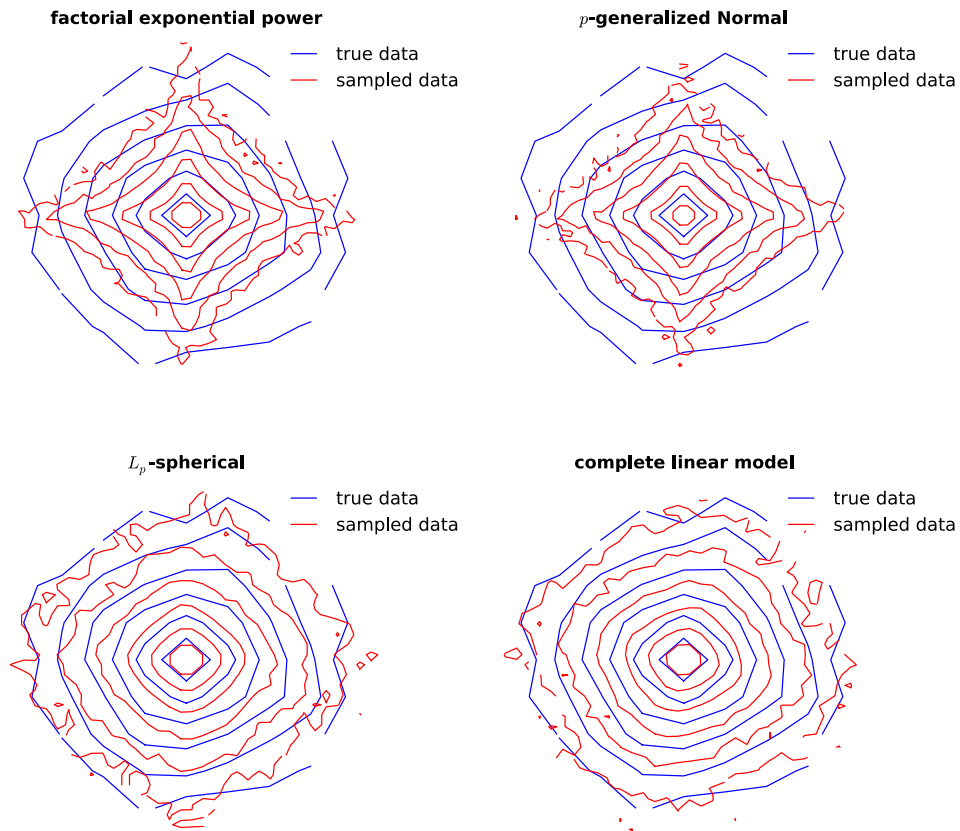 factorial exponential power
true data
sampled data
p-generalized Normal
true data
sampled data
L_p-spherical
true data
sampled data
complete linear model
true data
sampled data